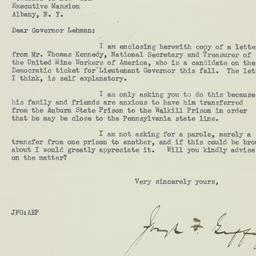 Executive Mansion
Albany, N. Y.
Dear Governor Lehman:
I am enclosing herewith copy of a letter
from Mr. Thomas Kennedy, National Secretary and Treasurer of
the United Mine Workers of America, who is a candidate on the
Democratic ticket for Lieutenant Governor this fall. The lett
I think, is self explanatory.
I am only asking you to do this because
his family and friends are anxious to have him transferred
from the Auburn State Prison to the Wallkill Prison in order
that he may be close to the Pennsylvania state line.
I am not asking for a parole, merely a
transfer from one prison to another, and if this could be brou
about I would greatly appreciate it. Will you kindly advise
on the matter?
Very sincerely yours,
JFG:AEP
Joseph F. Guff